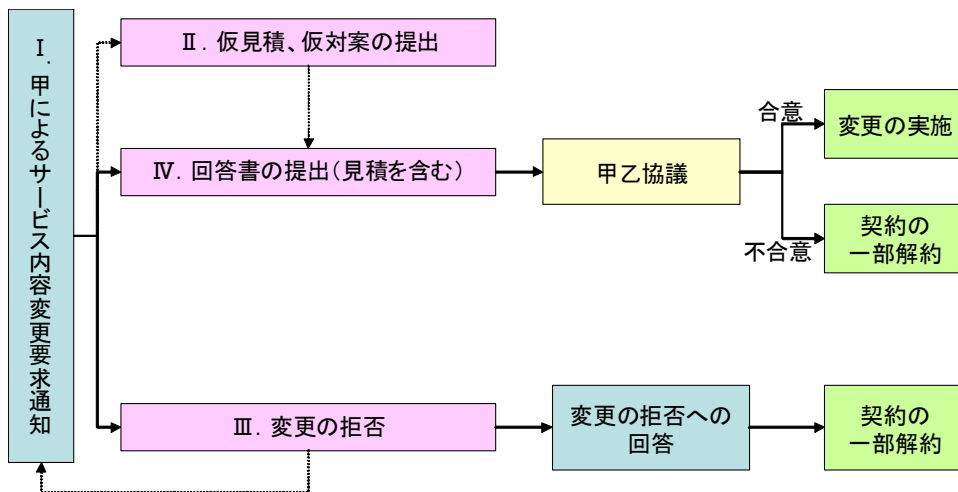 Ⅰ．甲によるサービス内容変更要求通知
Ⅱ．仮見積、仮対案の提出
Ⅳ．回答書の提出（見積を含む）
甲乙協議
合意
変更の実施
不合意
契約の
一部解約
Ⅲ．変更の拒否
変更の拒否への
回答
契約の
一部解約